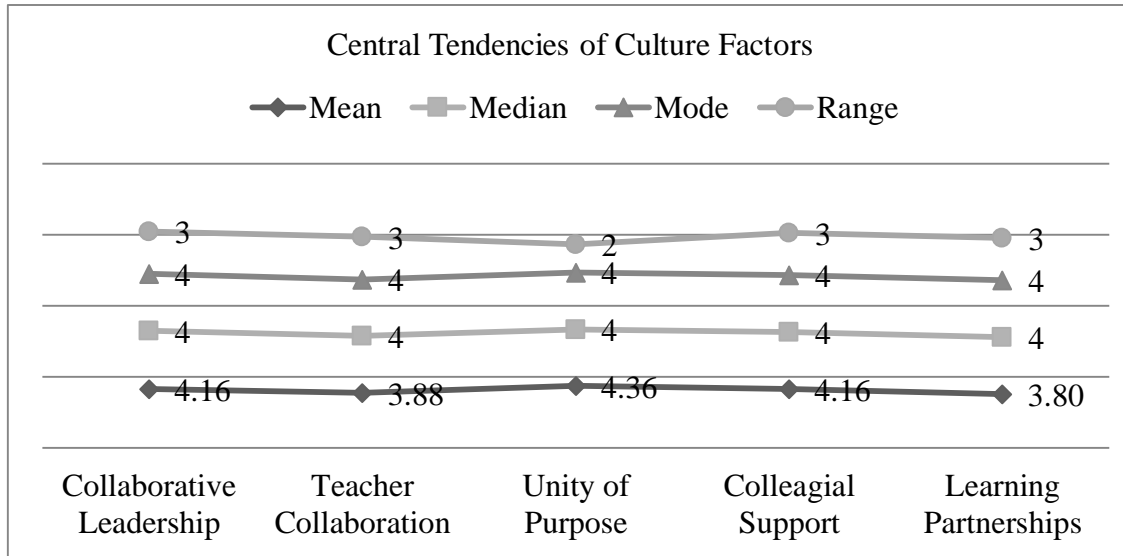 Central Tendencies of Culture Factors
Mean Median Mode Range
3 3 2 3 3
4 4 4 4 4
4 4 4 4 4
4.16 3.88 4.36 4.16 3.80
Collaborative Leadership
Teacher Collaboration
Unity of Purpose
Colleagial Support
Learning Partnerships